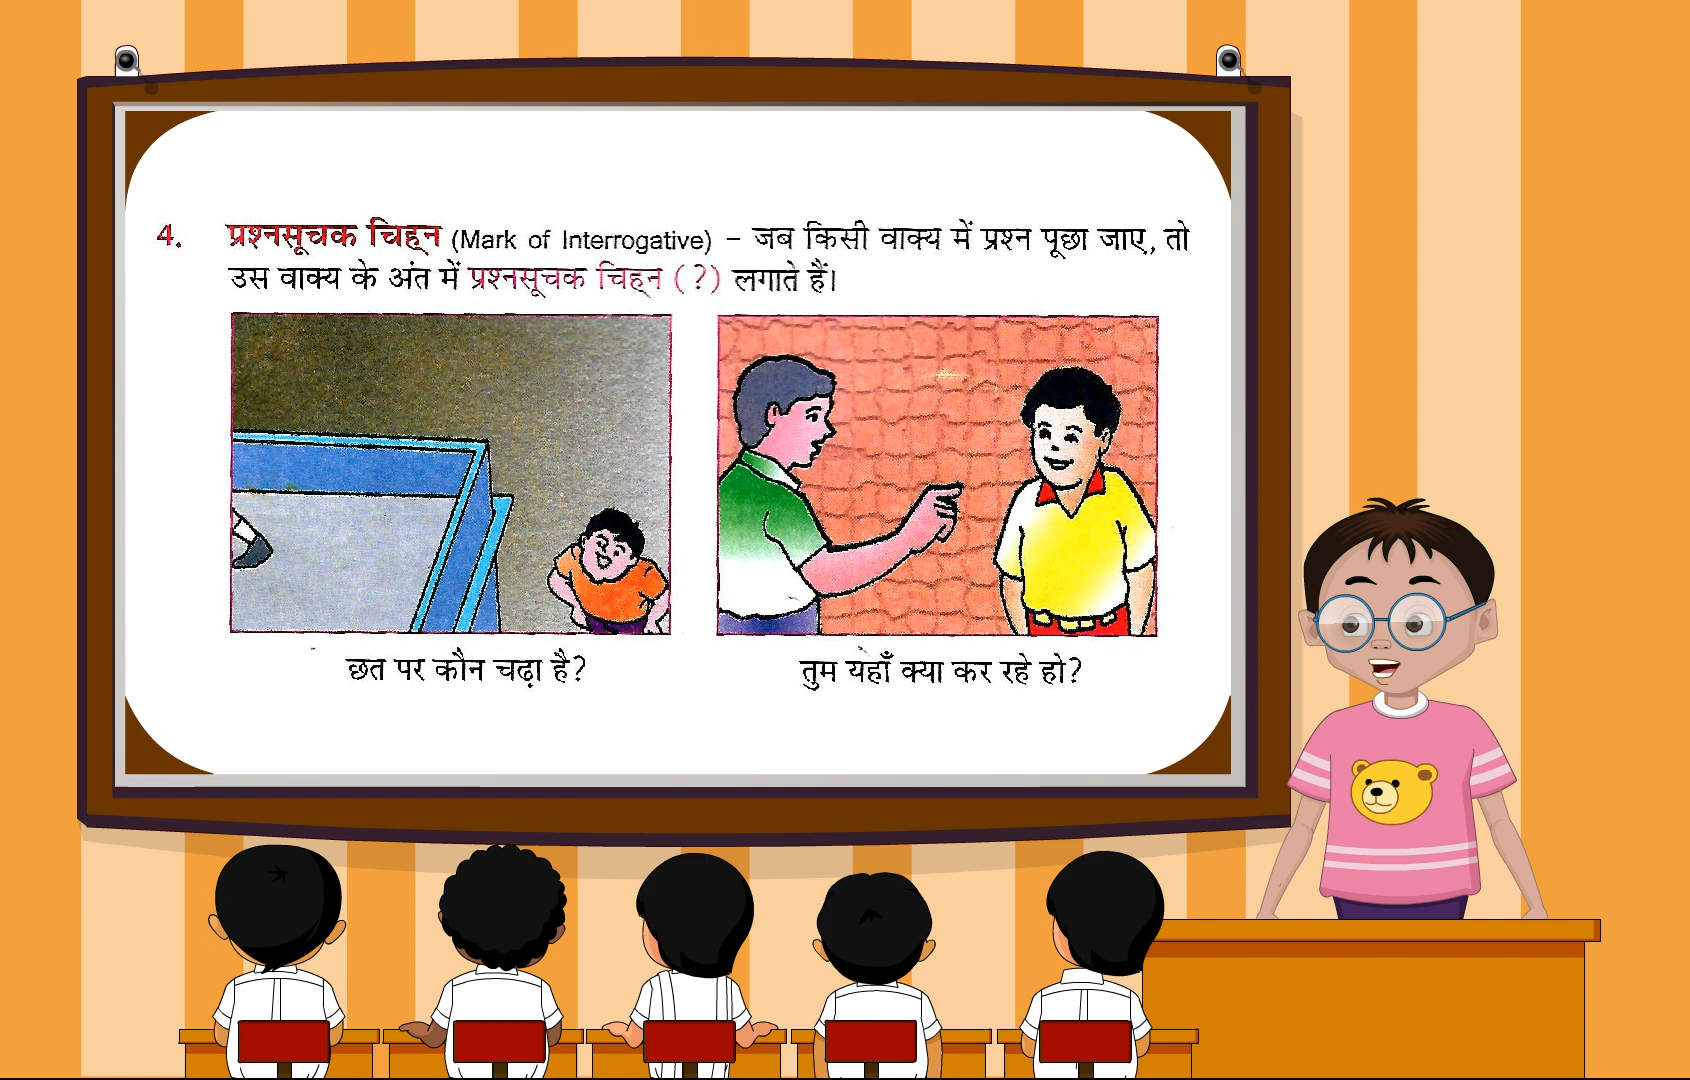 4. प्रश्नसूचक चिह्‌न (Mark of Interrogative) – जब किसी वाक्य में प्रश्न पूछा जाए, तो
उस वाक्य के अंत में प्रश्नसूचक चिह्‌न (?) लगाते हैं।
छत पर कौन चढ़ा है?
तुम यहाँ क्या कर रहे हो?